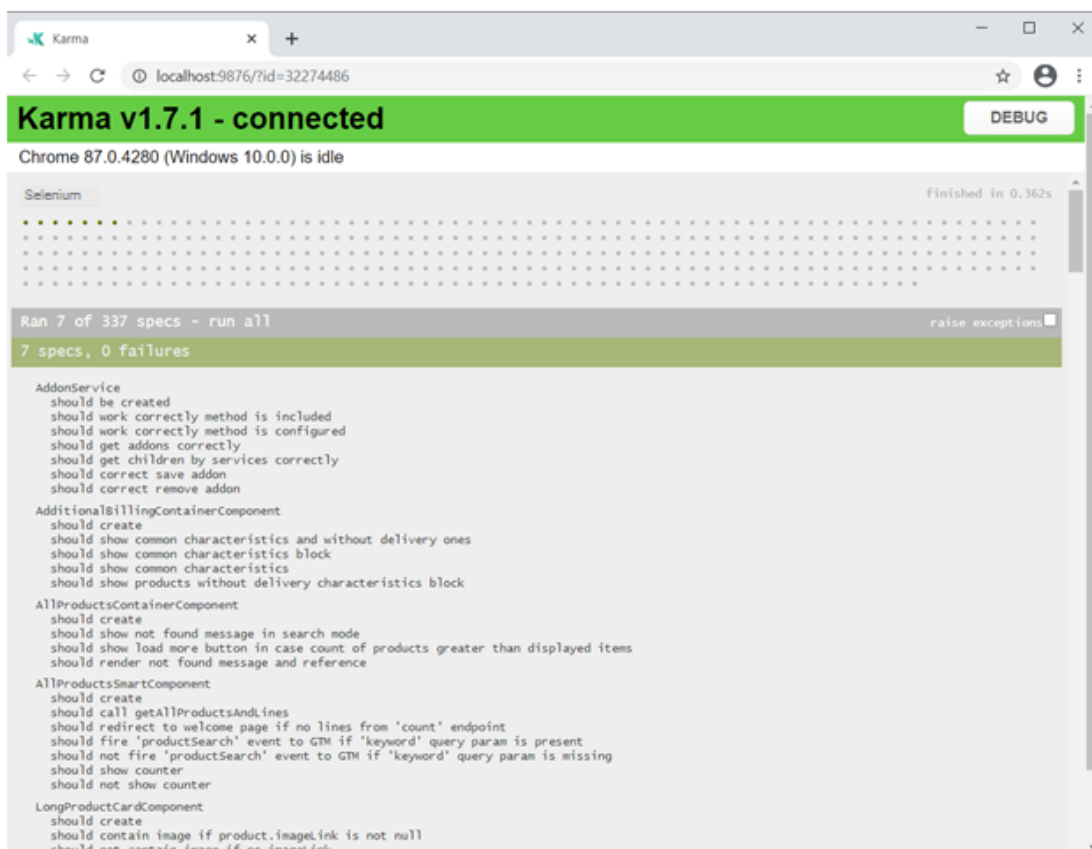 Karma
localhost:9876/?id=32274486
Karma v1.7.1 - connected
DEBUG
Chrome 87.0.4280 (Windows 10.0.0) is idle
Selenium
finished in 0.362s
Ran 7 of 337 specs - run all
raise exceptions
7 specs, 0 failures
AddonService
should be created
should work correctly method is included
should work correctly method is configured
should get addons correctly
should get children by services correctly
should correct save addon
should correct remove addon
AdditionalBillingContainerComponent
should create
should show common characteristics and without delivery ones
should show common characteristics block
should show common characteristics
should show products without delivery characteristics block
AllProductsContainerComponent
should create
should show not found message in search mode
should show load more button in case count of products greater than displayed items
should render not found message and reference
AllProductsSmartComponent
should create
should call getAllProductsAndLines
should redirect to welcome page if no lines from 'count' endpoint
should fire 'productSearch' event to GTM if 'keyword' query param is present
should not fire 'productSearch' event to GTM if 'keyword' query param is missing
should show counter
should not show counter
LongProductCardComponent
should create
should contain image if product.imageLink is not null
should not contain image if no imageLink